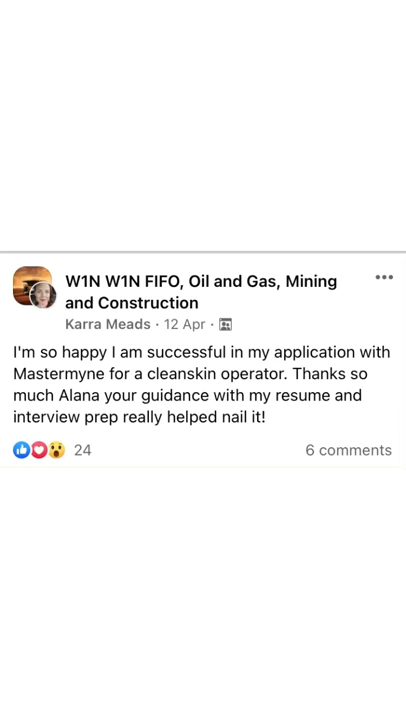 W1N W1N FIFO, Oil and Gas, Mining
and Construction
Karra Meads · 12 Apr ·
I'm so happy I am successful in my application with
Mastermyne for a cleanskin operator. Thanks so
much Alana your guidance with my resume and
interview prep really helped nail it!
24 6 comments